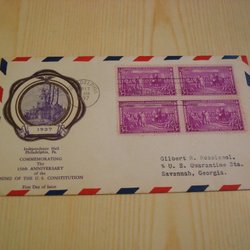 1937
Independence Hall
Philadelphia, Pa.
COMMEMORATING
The
150th ANNIVERSARY
of the
SIGNING OF THE U. S. CONSTITUTION
First Day of Issue
Gilbert R.
% U. S. Quarantine Sta.
Savannah, Georgia.